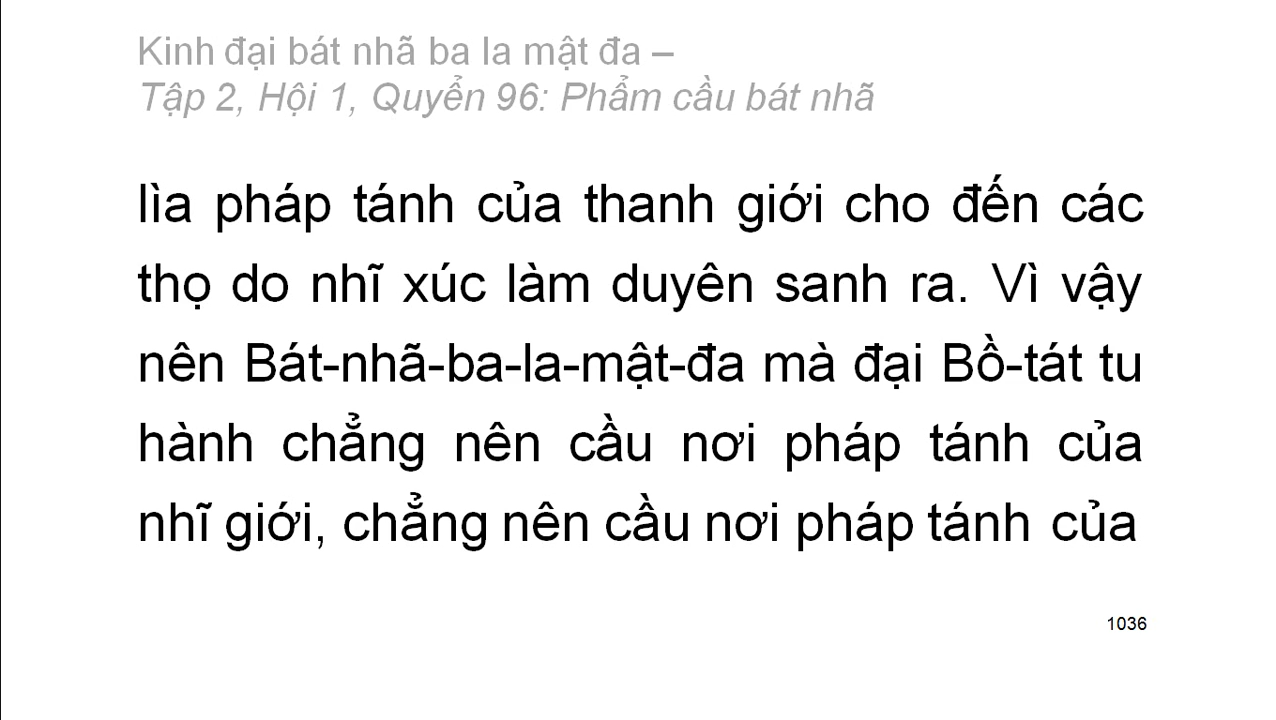 Kinh đại bát nhã ba la mật đa –
Tập 2, Hội 1, Quyển 96: Phẩm cầu bát nhã
lìa pháp tánh của thanh giới cho đến các
thọ do nhĩ xúc làm duyên sanh ra. Vì vậy
nên Bát-nhã-ba-la-mật-đa mà đại Bồ-tát tu
hành chẳng nên cầu nơi pháp tánh của
nhĩ giới, chẳng nên cầu nơi pháp tánh của
1036